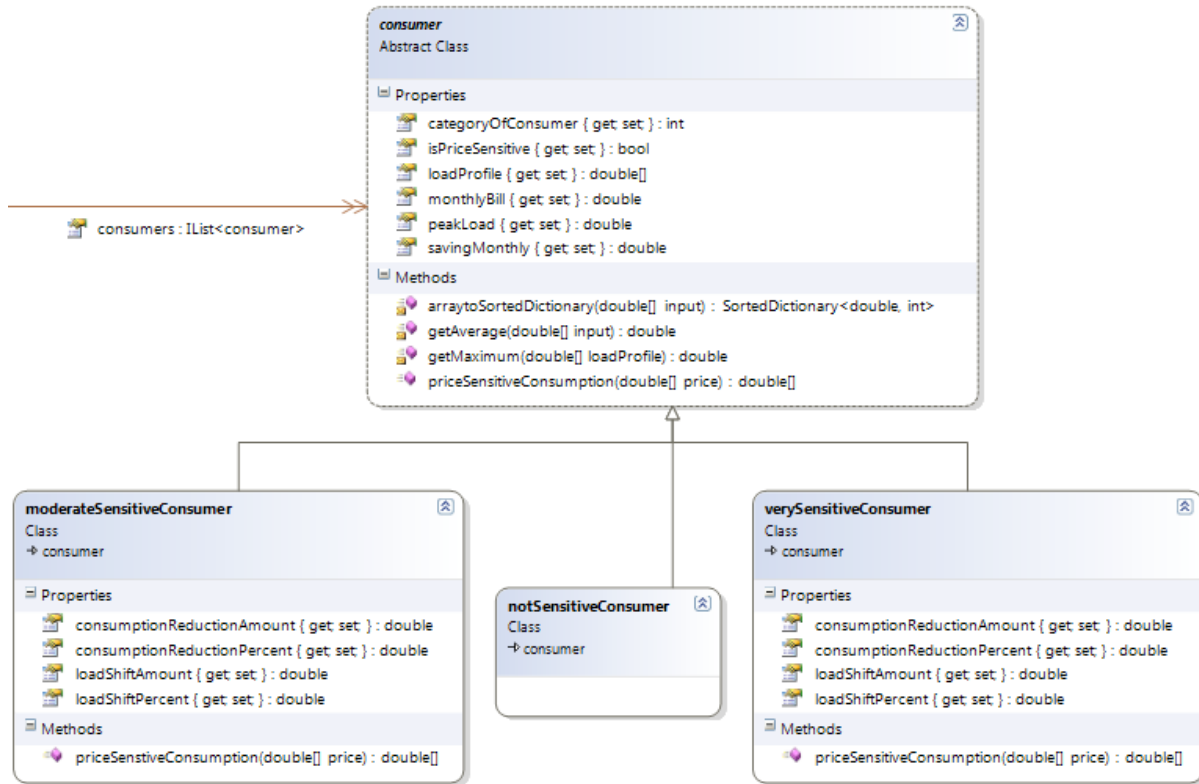 consumer
Abstract Class
Properties
categoryOfConsumer { get; set; } : int
isPriceSensitive { get; set; } : bool
loadProfile { get; set; } : double[]
monthlyBill { get; set; } : double
peakLoad { get; set; } : double
savingMonthly { get; set; } : double
Methods
arraytoSortedDictionary(double[] input) : SortedDictionary<double, int>
getAverage(double[] input) : double
getMaximum(double[] loadProfile) : double
priceSensitiveConsumption(double[] price) : double[]
consumers : IList<consumer>
moderateSensitiveConsumer
Class
consumer
Properties
consumptionReductionAmount { get; set; } : double
consumptionReductionPercent { get; set; } : double
loadShiftAmount { get; set; } : double
loadShiftPercent { get; set; } : double
Methods
priceSenstiveConsumption(double[] price) : double[]
notSensitiveConsumer
Class
consumer
verySensitiveConsumer
Class
consumer
Properties
consumptionReductionAmount { get; set; } : double
consumptionReductionPercent { get; set; } : double
loadShiftAmount { get; set; } : double
loadShiftPercent { get; set; } : double
Methods
priceSensitiveConsumption(double[] price) : double[]